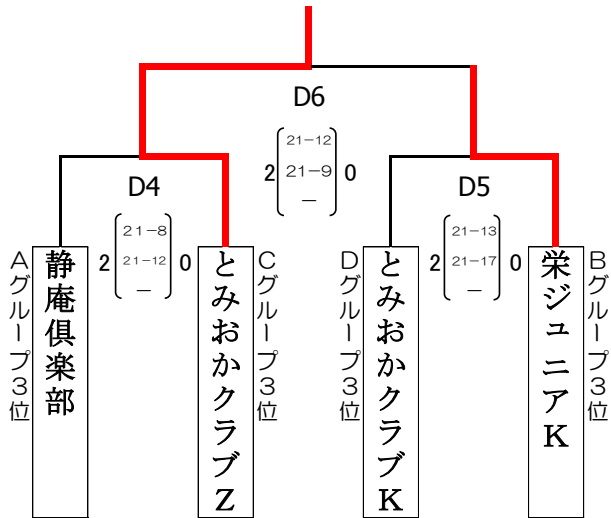 D6
21-12
2 21-9 0
-
D4
21-8
2 21-12 0
-
D5
21-13
2 21-17 0
-
Aグループ3位
静庵倶楽部
とみおかクラブZ
Cグループ3位
Dグループ3位
とみおかクラブK
栄ジュニアK
Bグループ3位